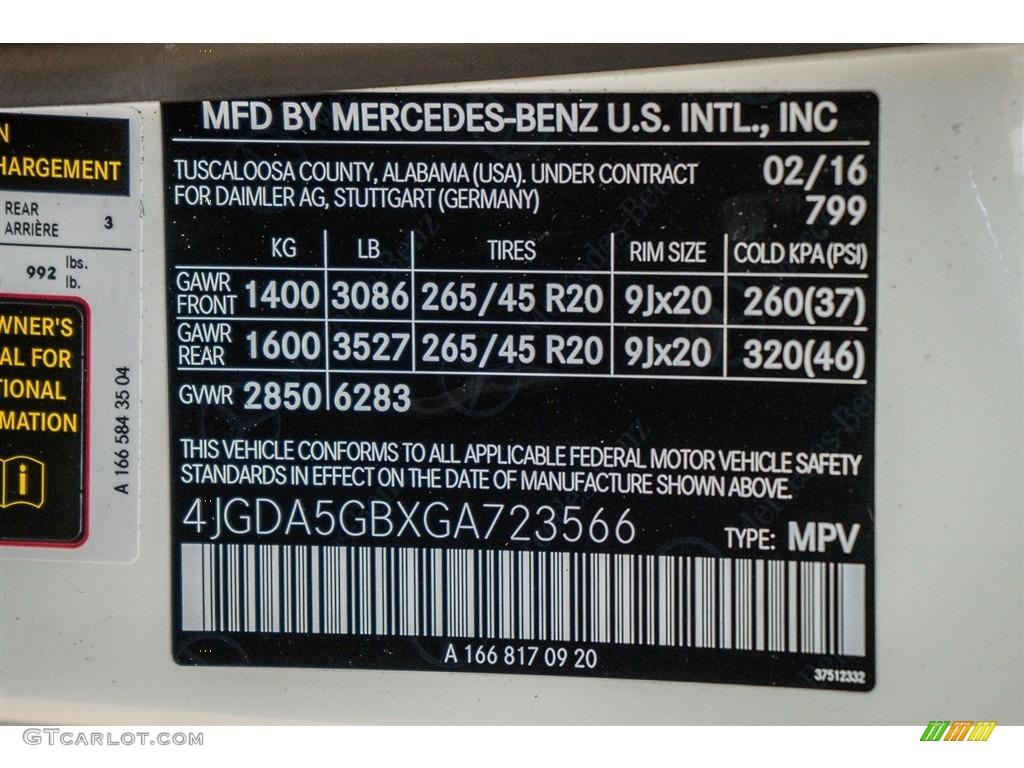 N
HARGEMENT
REAR 3
ARRIÈRE
992 lbs.
lb.
WNER'S
AL FOR
TIONAL
MATION
A 166 584 35 04
MFD BY MERCEDES-BENZ U.S. INTL., INC
TUSCALOOSA COUNTY, ALABAMA (USA). UNDER CONTRACT 02/16
FOR DAIMLER AG, STUTTGART (GERMANY) 799
KG LB TIRES RIM SIZE COLD KPA (PSI)
GAWR FRONT 1400 3086 265/45 R20 9Jx20 260(37)
GAWR REAR 1600 3527 265/45 R20 9Jx20 320(46)
GVWR 2850 6283
THIS VEHICLE CONFORMS TO ALL APPLICABLE FEDERAL MOTOR VEHICLE SAFETY
STANDARDS IN EFFECT ON THE DATE OF MANUFACTURE SHOWN ABOVE.
4JGDA5GBXGA723566 TYPE: MPV
A 166 817 09 20
37512332
GTCARLOT.COM